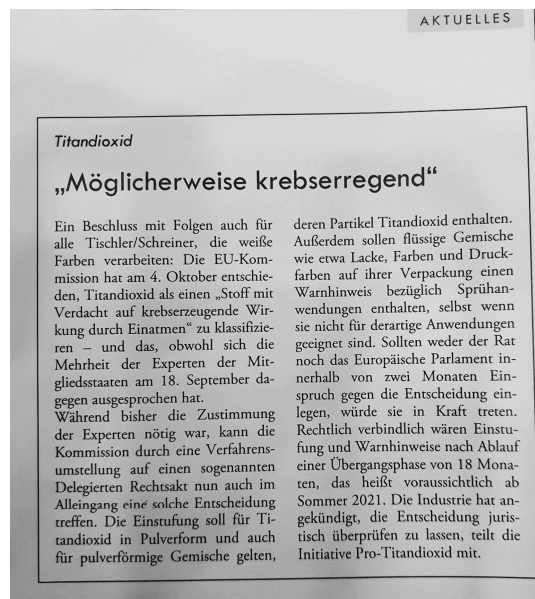 AKTUELLES
Titandioxid
„Möglicherweise krebserregend“
Ein Beschluss mit Folgen auch für
alle Tischler/Schreiner, die weiße
Farben verarbeiten: Die EU-Kom-
mission hat am 4. Oktober entschie-
den, Titandioxid als einen „Stoff mit
Verdacht auf krebserzeugende Wir-
kung durch Einatmen“ zu klassifizie-
ren – und das, obwohl sich die
Mehrheit der Experten der Mit-
gliedsstaaten am 18. September da-
gegen ausgesprochen hat.
Während bisher die Zustimmung
der Experten nötig war, kann die
Kommission durch eine Verfahrens-
umstellung auf einen sogenannten
Delegierten Rechtsakt nun auch im
Alleingang eine solche Entscheidung
treffen. Die Einstufung soll für Ti-
tandioxid in Pulverform und auch
für pulverförmige Gemische gelten,
deren Partikel Titandioxid enthalten.
Außerdem sollen flüssige Gemische
wie etwa Lacke, Farben und Druck-
farben auf ihrer Verpackung einen
Warnhinweis bezüglich Sprühan-
wendungen enthalten, selbst wenn
sie nicht für derartige Anwendungen
geeignet sind. Sollten weder der Rat
noch das Europäische Parlament in-
nerhalb von zwei Monaten Ein-
spruch gegen die Entscheidung ein-
legen, würde sie in Kraft treten.
Rechtlich verbindlich wären Einstu-
fung und Warnhinweise nach Ablauf
einer Übergangsphase von 18 Mona-
ten, das heißt voraussichtlich ab
Sommer 2021. Die Industrie hat an-
gekündigt, die Entscheidung juris-
tisch überprüfen zu lassen, teilt die
Initiative Pro-Titandioxid mit.